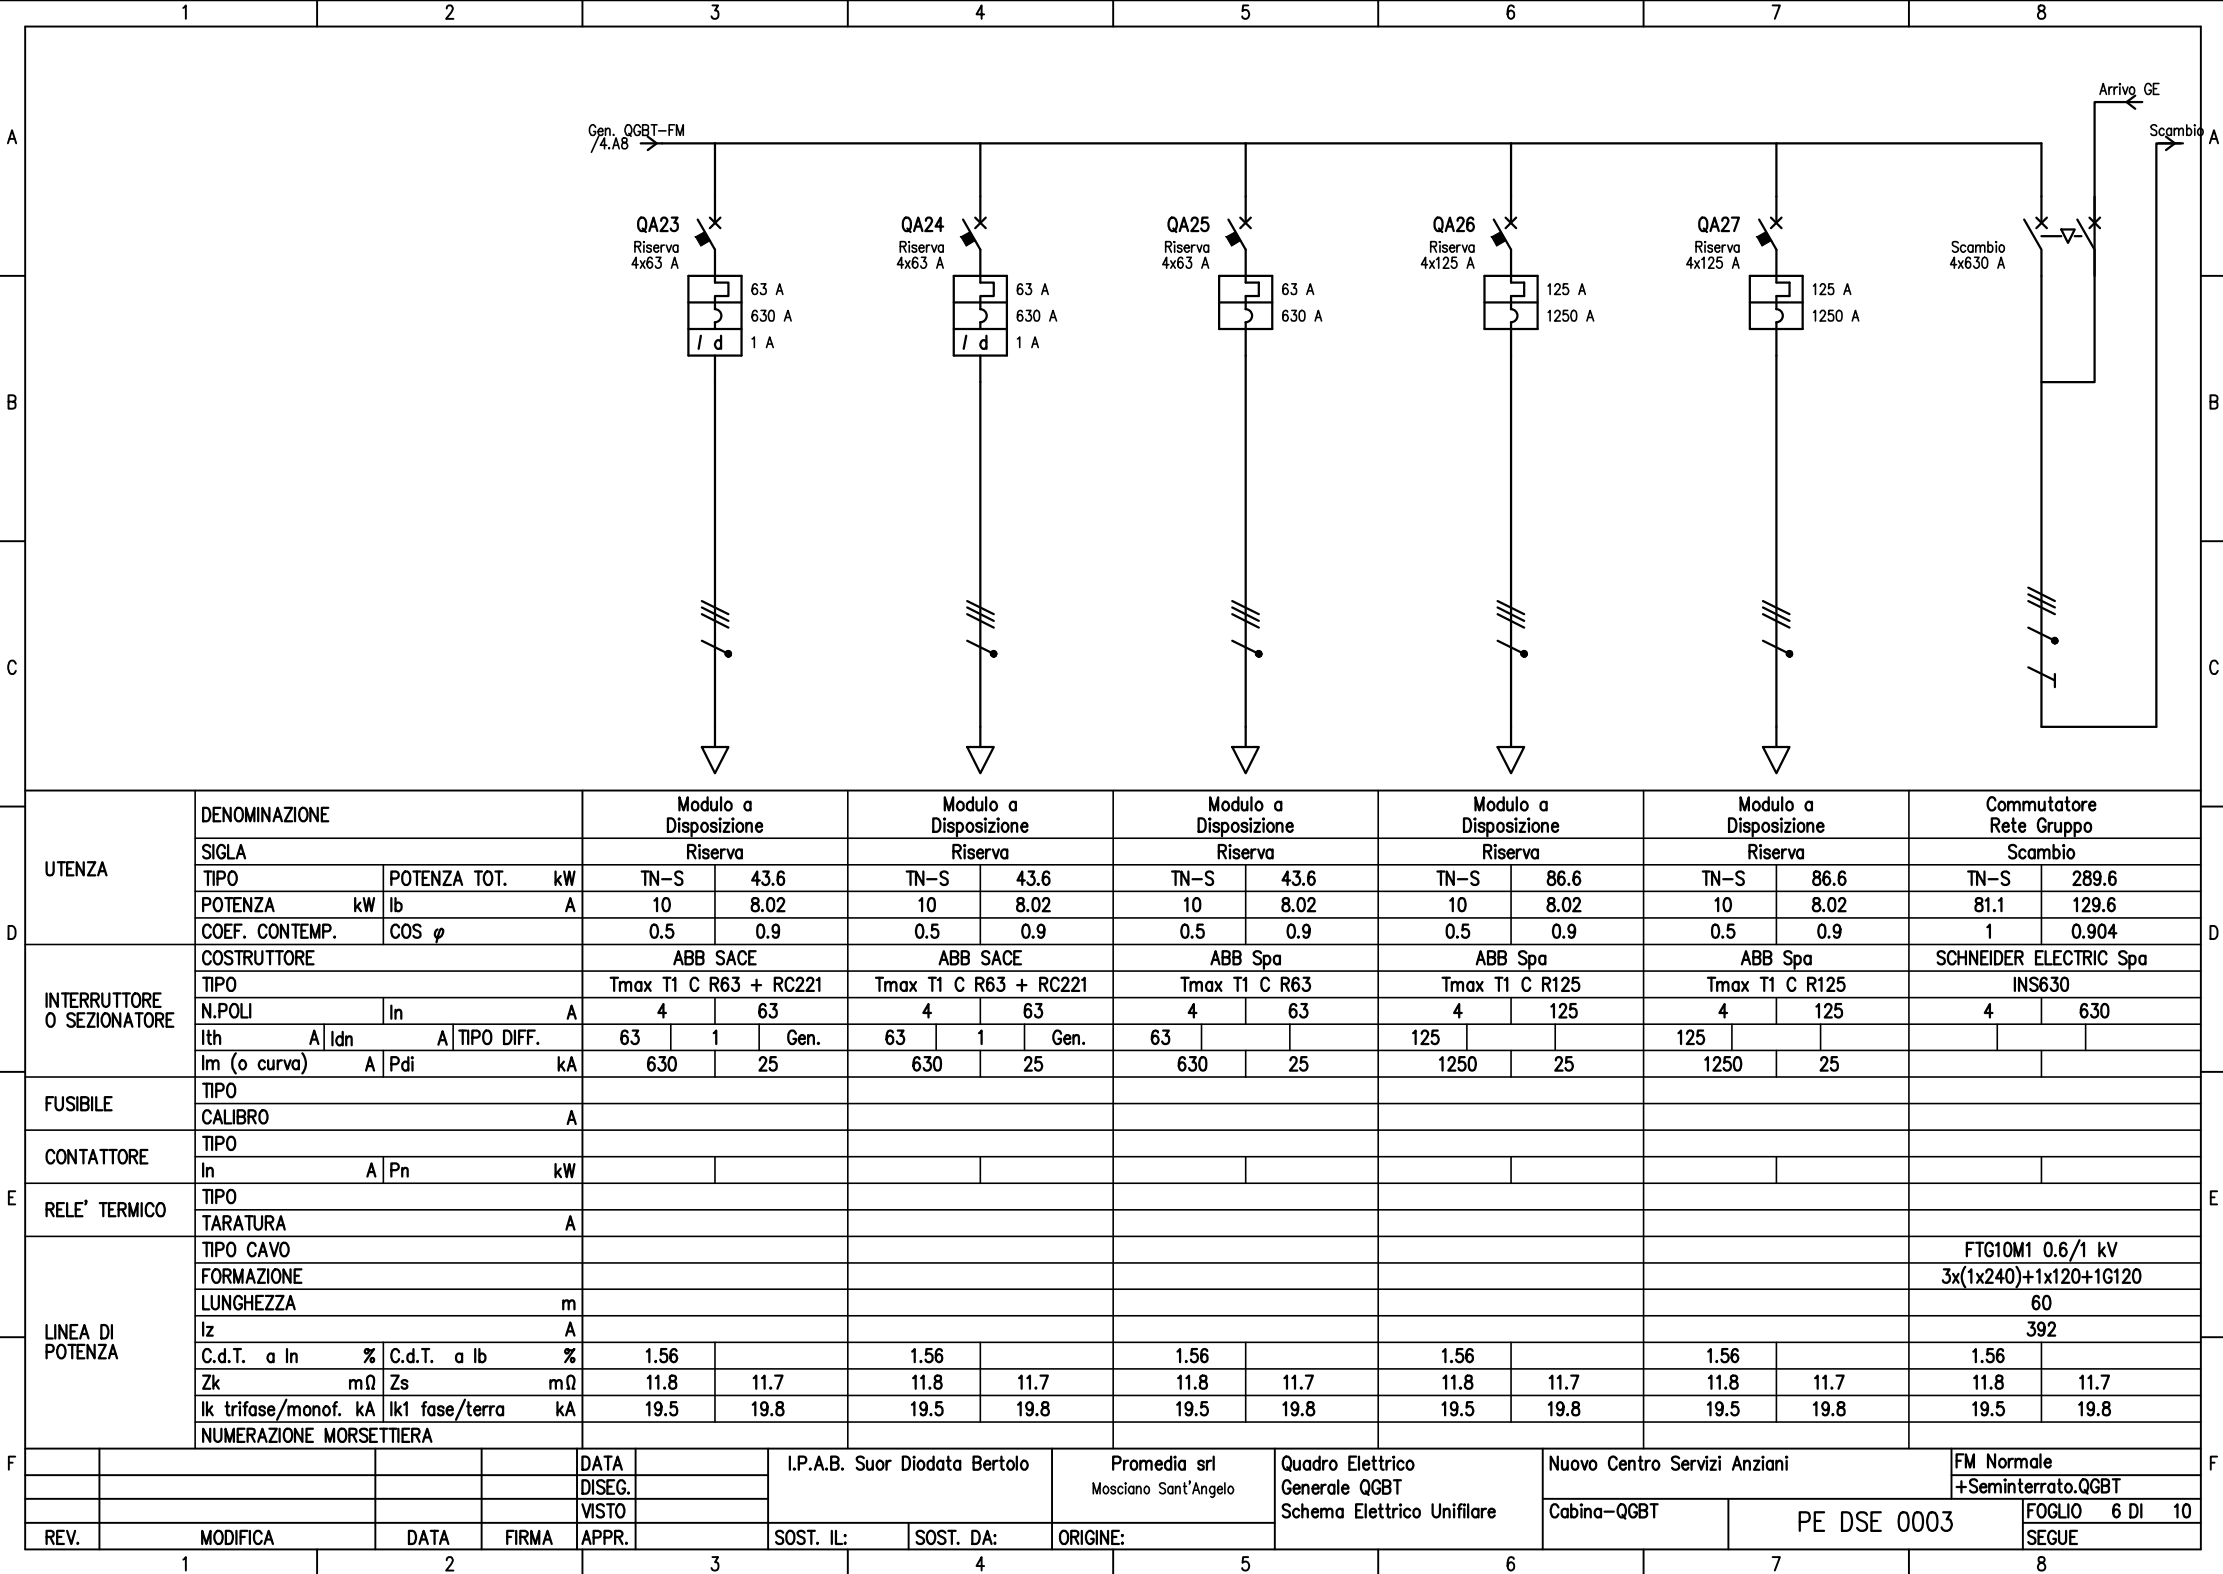 1 2 3 4 5 6 7 8
Arrivo GE
Scambio
A A
Gen. QGBT-FM
/4.A8
QA23 QA24 QA25 QA26 QA27
Riserva Riserva Riserva Riserva Riserva Scambio
4x63 A 4x63 A 4x63 A 4x125 A 4x125 A 4x630 A
63 A 63 A 63 A 125 A 125 A
630 A 630 A 630 A 1250 A 1250 A
I d 1 A I d 1 A
B B
C C
UTENZA
DENOMINAZIONE Modulo a Modulo a Modulo a Modulo a Modulo a Commutatore
Disposizione Disposizione Disposizione Disposizione Disposizione Rete Gruppo
SIGLA Riserva Riserva Riserva Riserva Riserva Scambio
TIPO POTENZA TOT. kW TN-S 43.6 TN-S 43.6 TN-S 43.6 TN-S 86.6 TN-S 86.6 TN-S 289.6
POTENZA kW Ib A 10 8.02 10 8.02 10 8.02 10 8.02 10 8.02 81.1 129.6
D COEF. CONTEMP. COS φ 0.5 0.9 0.5 0.9 0.5 0.9 0.5 0.9 0.5 0.9 1 0.904 D
INTERRUTTORE
O SEZIONATORE
COSTRUTTORE ABB SACE ABB SACE ABB Spa ABB Spa ABB Spa SCHNEIDER ELECTRIC Spa
TIPO Tmax T1 C R63 + RC221 Tmax T1 C R63 + RC221 Tmax T1 C R63 Tmax T1 C R125 Tmax T1 C R125 INS630
N.POLI In A 4 63 4 63 4 63 4 125 4 125 4 630
Ith A Idn A TIPO DIFF. 63 1 Gen. 63 1 Gen. 63 125 125
Im (o curva) A Pdi kA 630 25 630 25 630 25 1250 25 1250 25
FUSIBILE
TIPO
CALIBRO A
CONTATTORE
TIPO
In A Pn kW
E E
RELE' TERMICO
TIPO
TARATURA A
LINEA DI
POTENZA
TIPO CAVO FTG10M1 0.6/1 kV
FORMAZIONE 3x(1x240)+1x120+1G120
LUNGHEZZA m 60
Iz A 392
C.d.T. a In % C.d.T. a Ib % 1.56 1.56 1.56 1.56 1.56 1.56
Zk mΩ Zs mΩ 11.8 11.7 11.8 11.7 11.8 11.7 11.8 11.7 11.8 11.7 11.8 11.7
Ik trifase/monof. kA Ik1 fase/terra kA 19.5 19.8 19.5 19.8 19.5 19.8 19.5 19.8 19.5 19.8 19.5 19.8
NUMERAZIONE MORSETTIERA
F F
DATA
DISEG.
VISTO
REV. MODIFICA DATA FIRMA APPR.
I.P.A.B. Suor Diodata Bertolo
SOST. IL: SOST. DA: ORIGINE:
Promedia srl
Mosciano Sant'Angelo
Quadro Elettrico
Generale QGBT
Schema Elettrico Unifilare
Nuovo Centro Servizi Anziani
Cabina-QGBT
PE DSE 0003
FM Normale
+Seminterrato.QGBT
FOGLIO 6 DI 10
SEGUE
1 2 3 4 5 6 7 8